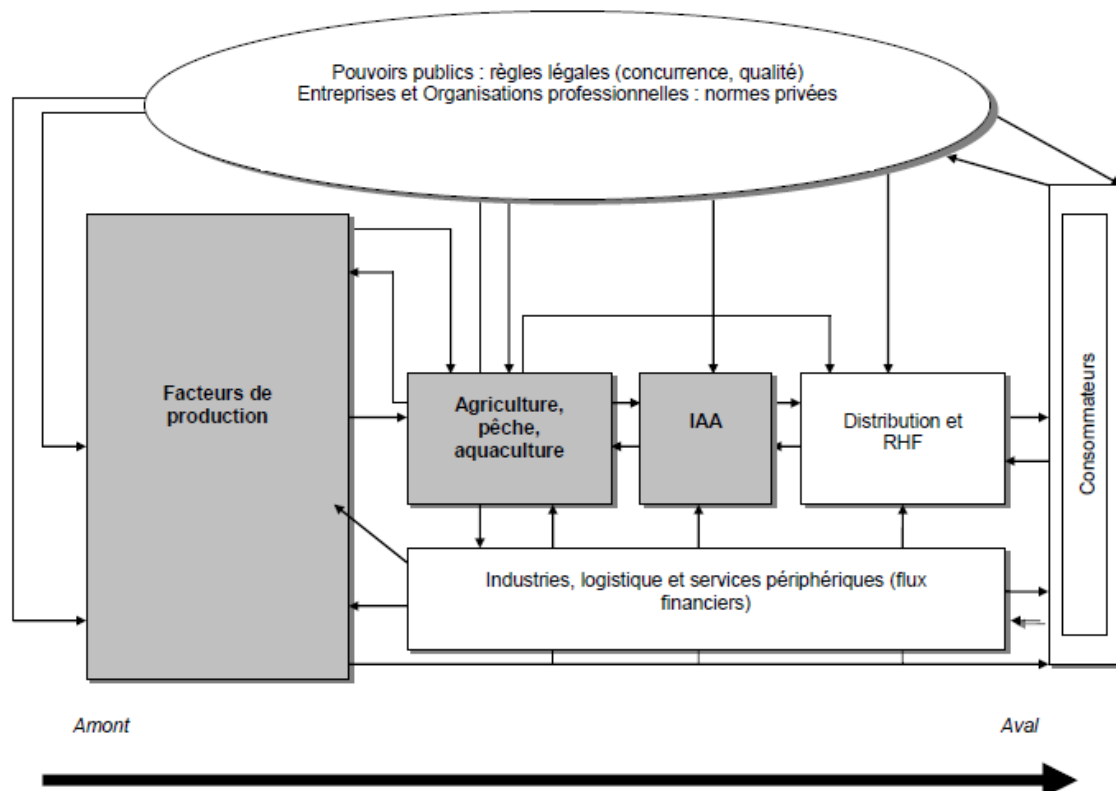 Pouvoirs publics : règles légales (concurrence, qualité)
Entreprises et Organisations professionnelles : normes privées
Facteurs de
production
Agriculture,
pêche,
aquaculture
IAA
Distribution et
RHF
Consommateurs
Industries, logistique et services périphériques (flux
financiers)
Amont
Aval